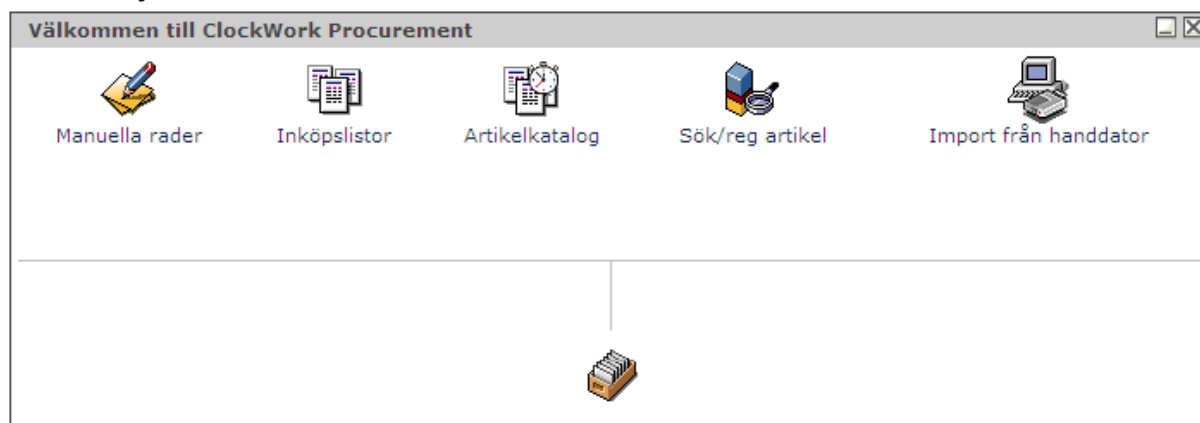 Välkommen till ClockWork Procurement
Manuella rader
Inköpslistor
Artikelkatalog
Sök/reg artikel
Import från handdator